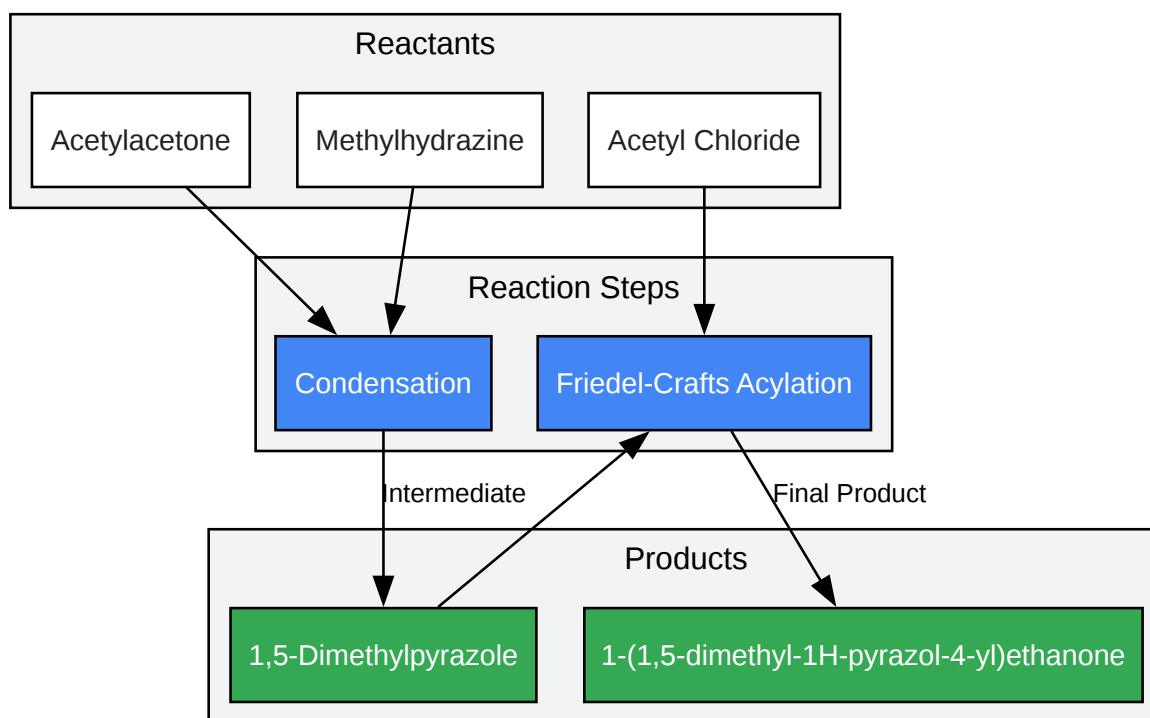 Reactants
Acetylacetone
Methylhydrazine
Acetyl Chloride
Reaction Steps
Condensation
Friedel-Crafts Acylation
Intermediate
Final Product
Products
1,5-Dimethylpyrazole
1-(1,5-dimethyl-1H-pyrazol-4-yl)ethanone